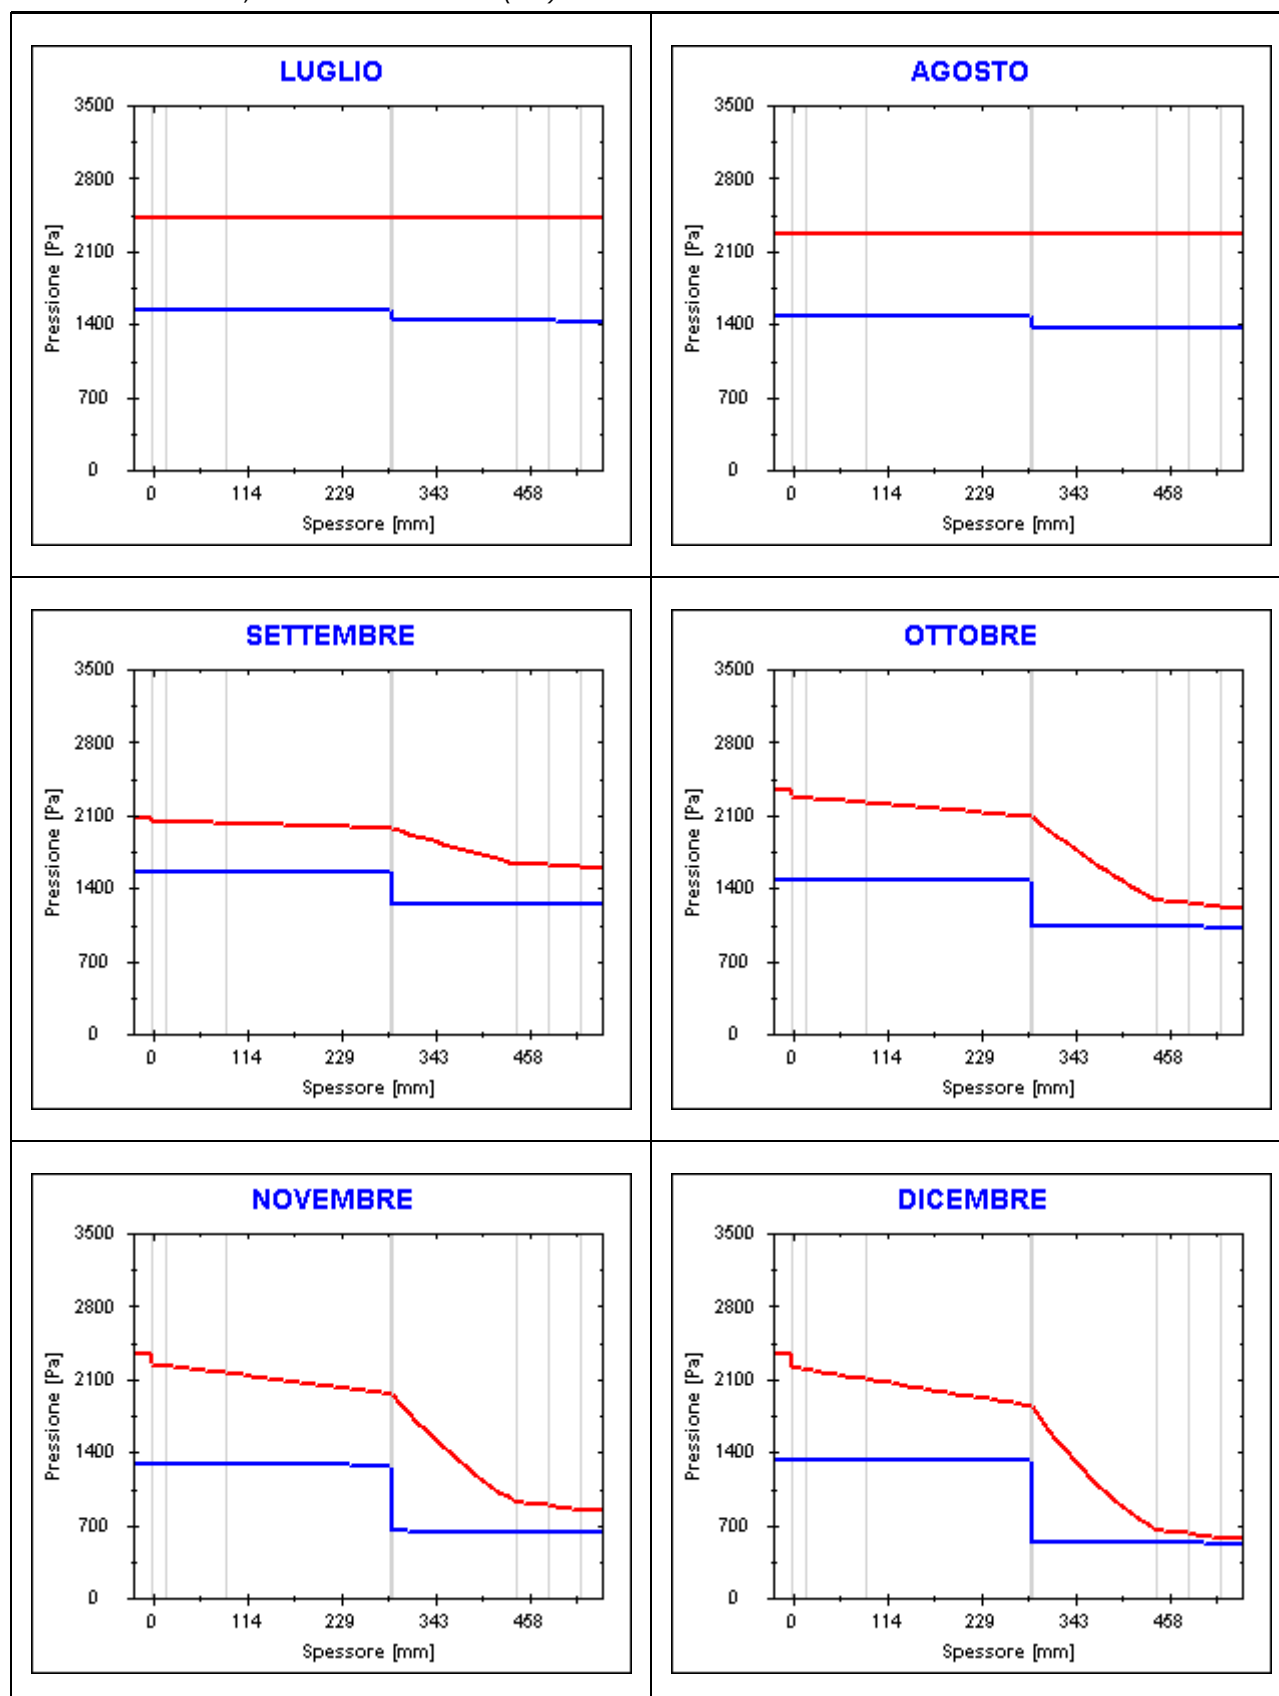 LUGLIO
3500
2800
2100
1400
700
0
0 114 229 343 458
Pressione [Pa]
Spessore [mm]
AGOSTO
3500
2800
2100
1400
700
0
0 114 229 343 458
Pressione [Pa]
Spessore [mm]
SETTEMBRE
3500
2800
2100
1400
700
0
0 114 229 343 458
Pressione [Pa]
Spessore [mm]
OTTOBRE
3500
2800
2100
1400
700
0
0 114 229 343 458
Pressione [Pa]
Spessore [mm]
NOVEMBRE
3500
2800
2100
1400
700
0
0 114 229 343 458
Pressione [Pa]
Spessore [mm]
DICEMBRE
3500
2800
2100
1400
700
0
0 114 229 343 458
Pressione [Pa]
Spessore [mm]